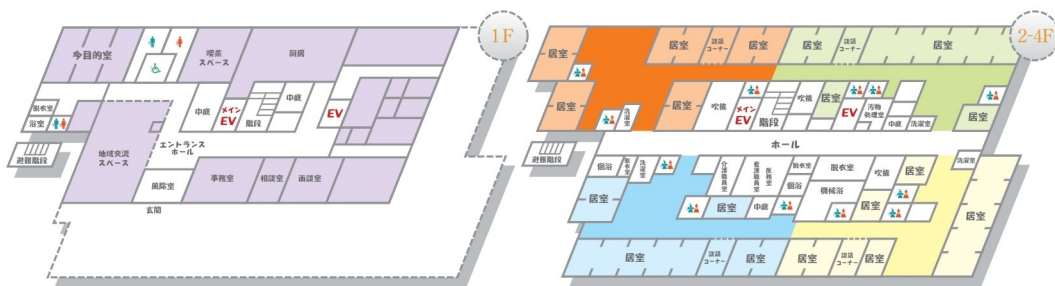 1F
今目的室
喫茶
スペース
厨房
脱衣室
浴室
中庭
メイン
EV
階段
中庭
EV
避難階段
地域交流
スペース
エントランス
ホール
風除室
事務室
相談室
面談室
玄関
2-4F
居室
居室
談話
コーナー
居室
居室
談話
コーナー
居室
居室
洗濯室
居室
吹抜
メイン
EV
階段
吹抜
居室
EV
汚物
処理室
中庭
洗濯室
居室
避難階段
ホール
個浴
脱衣室
洗濯室
介護職員室
看護職員室
医務室
脱衣室
個浴
脱衣室
機械浴
吹抜
居室
洗濯室
居室
居室
中庭
居室
居室
居室
談話
コーナー
居室
居室
談話
コーナー
居室